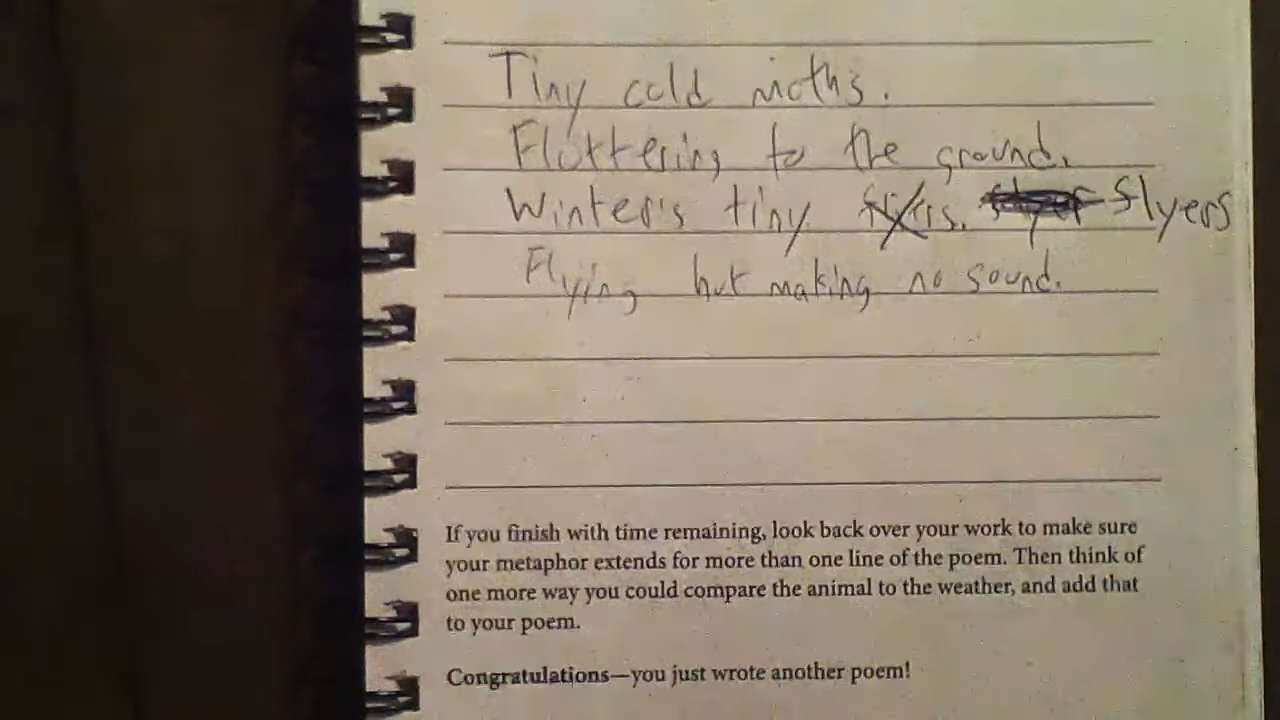 Tiny cold moths.
Fluttering to the ground.
Winter's tiny flyers
Flying but making no sound.
If you finish with time remaining, look back over your work to make sure
your metaphor extends for more than one line of the poem. Then think of
one more way you could compare the animal to the weather, and add that
to your poem.
Congratulations—you just wrote another poem!